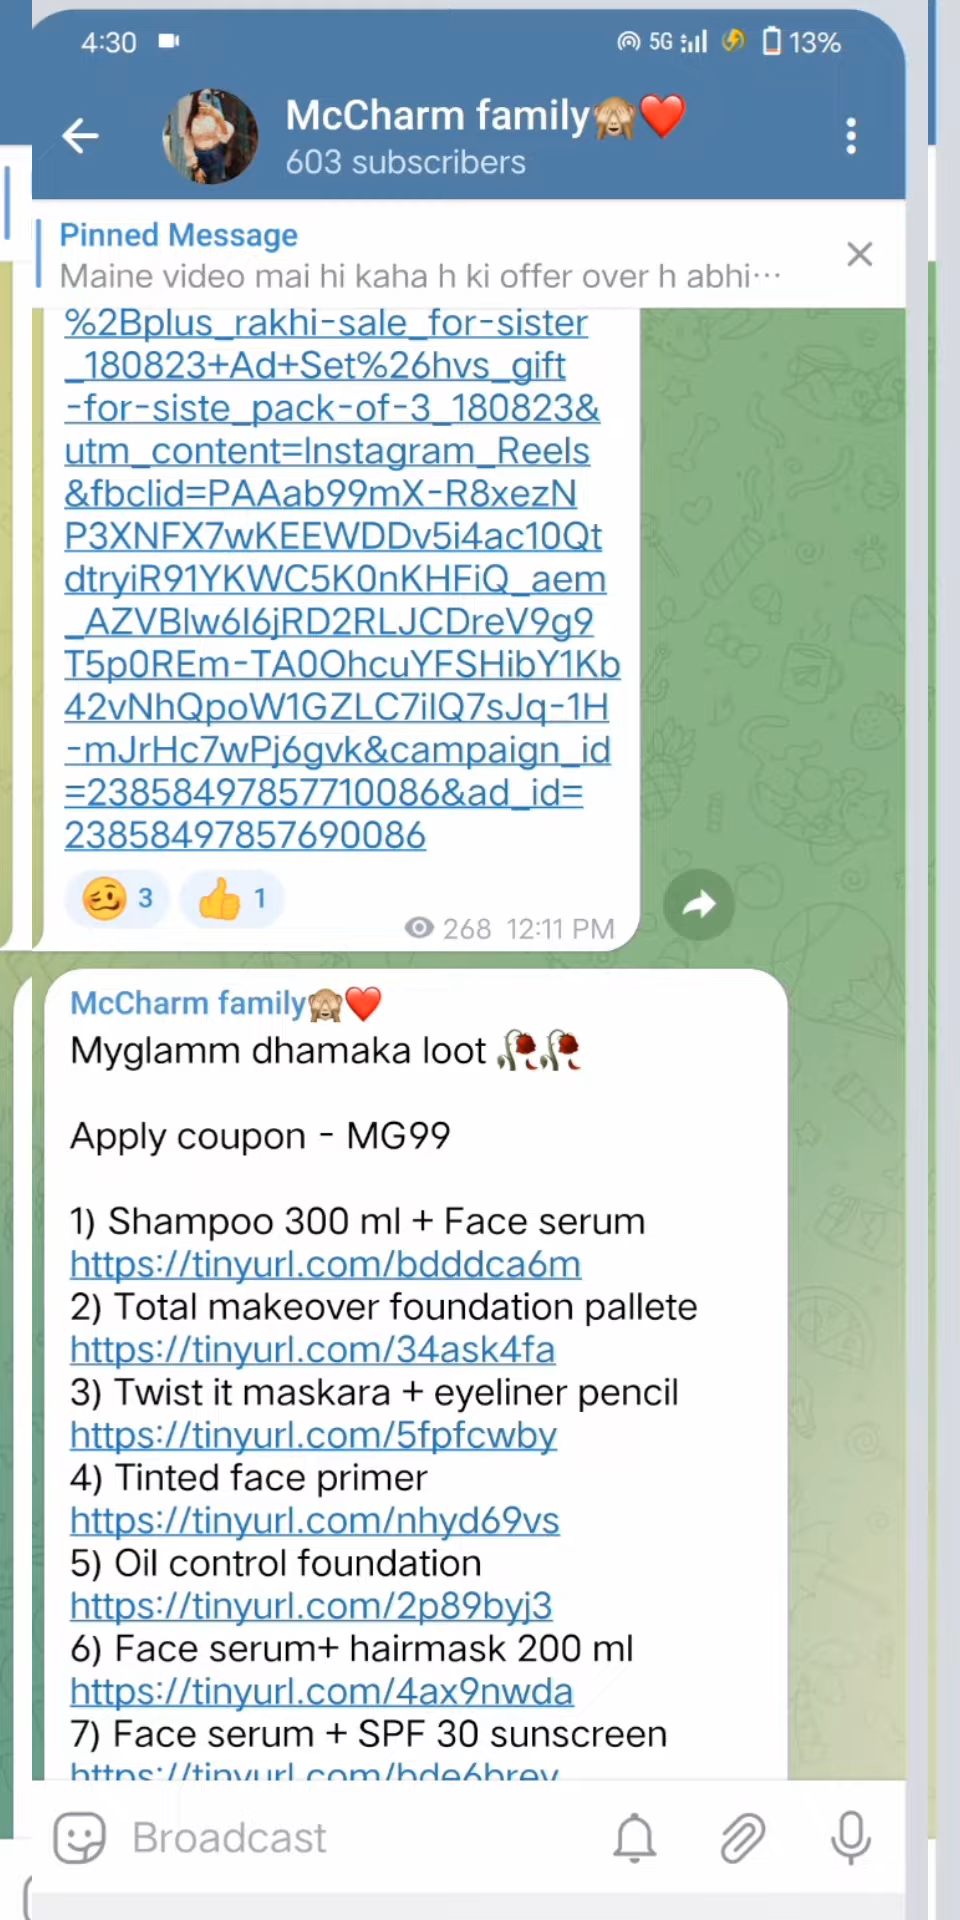 4:30 5G 13%
McCharm family🙈❤️
603 subscribers
Pinned Message
Maine video mai hi kaha h ki offer over h abhi...
%2Bplus_rakhi-sale_for-sister
_180823+Ad+Set%26hvs_gift
-for-siste_pack-of-3_180823&
utm_content=Instagram_Reels
&fbclid=PAAab99mX-R8xezN
P3XNFX7wKEEWDDv5i4ac10Qt
dtryiR91YKWC5K0nKHFiQ_aem
_AZVBlw6I6jRD2RLJCDreV9g9
T5p0REm-TA0OhcuYFSHibY1Kb
42vNhQpoW1GZLC7ilQ7sJq-1H
-mJrHc7wPj6gvk&campaign_id
=23858497857710086&ad_id=
23858497857690086
🥴 3 👍 1
268 12:11 PM
McCharm family🙈❤️
Myglamm dhamaka loot 🥀🥀
Apply coupon - MG99
1) Shampoo 300 ml + Face serum
https://tinyurl.com/bdddca6m
2) Total makeover foundation pallete
https://tinyurl.com/34ask4fa
3) Twist it maskara + eyeliner pencil
https://tinyurl.com/5fpfcwby
4) Tinted face primer
https://tinyurl.com/nhyd69vs
5) Oil control foundation
https://tinyurl.com/2p89byj3
6) Face serum+ hairmask 200 ml
https://tinyurl.com/4ax9nwda
7) Face serum + SPF 30 sunscreen
https://tinyurl.com/bde6brev
Broadcast